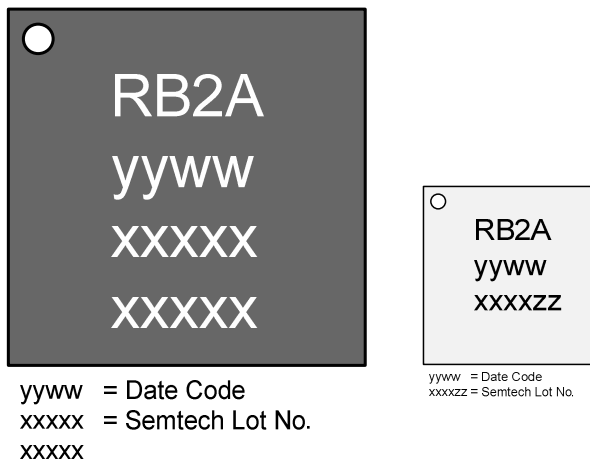 RB2A
yyww
xxxxx
xxxxx
yyww = Date Code
xxxxx = Semtech Lot No.
xxxxx
RB2A
yyww
xxxxzz
yyww = Date Code
xxxxzz = Semtech Lot No.